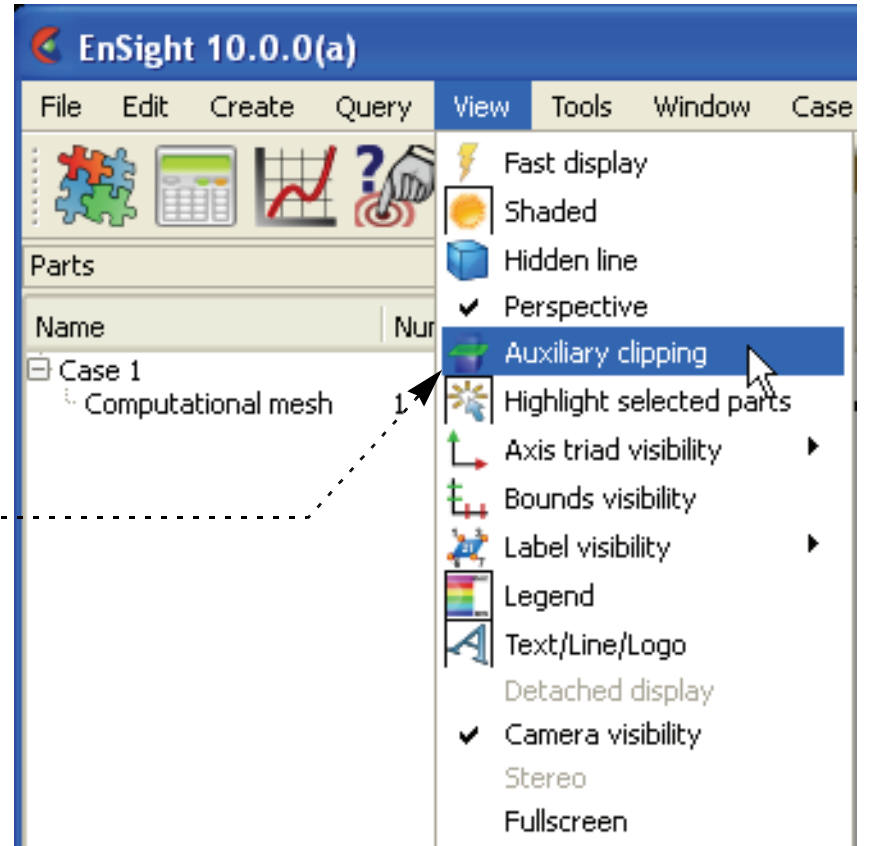 EnSight 10.0.0(a)
File Edit Create Query View Tools Window Case
Parts
Name Nur
Case 1
Computational mesh 1
Fast display
Shaded
Hidden line
Perspective
Auxiliary clipping
Highlight selected parts
Axis triad visibility
Bounds visibility
Label visibility
Legend
Text/Line/Logo
Detached display
Camera visibility
Stereo
Fullscreen